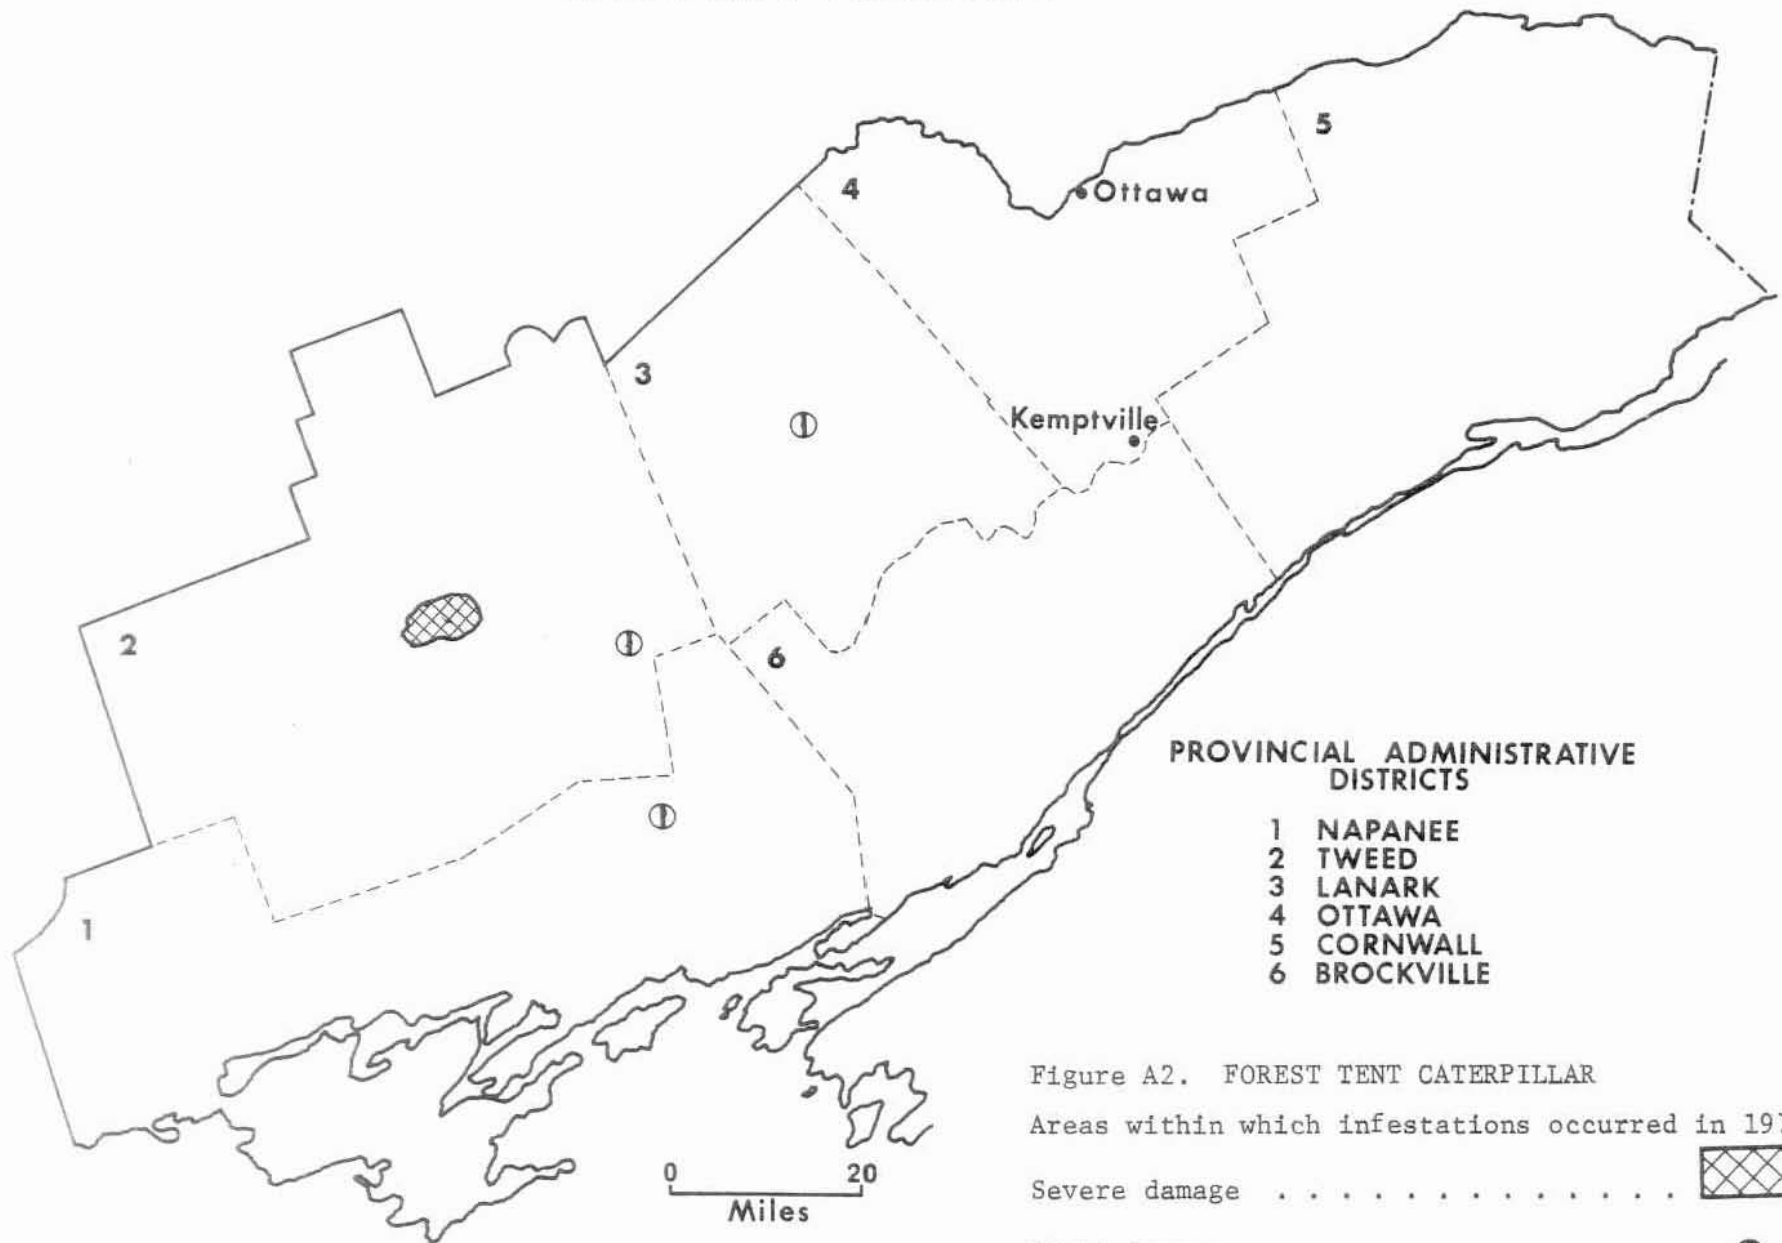 5
4
Ottawa
3
Kemptville
2
6
1
PROVINCIAL ADMINISTRATIVE
DISTRICTS
1 NAPANEE
2 TWEED
3 LANARK
4 OTTAWA
5 CORNWALL
6 BROCKVILLE
Figure A2. FOREST TENT CATERPILLAR
Areas within which infestations occurred in
Severe damage . . . . . . . . . . . . . .
0 20
Miles